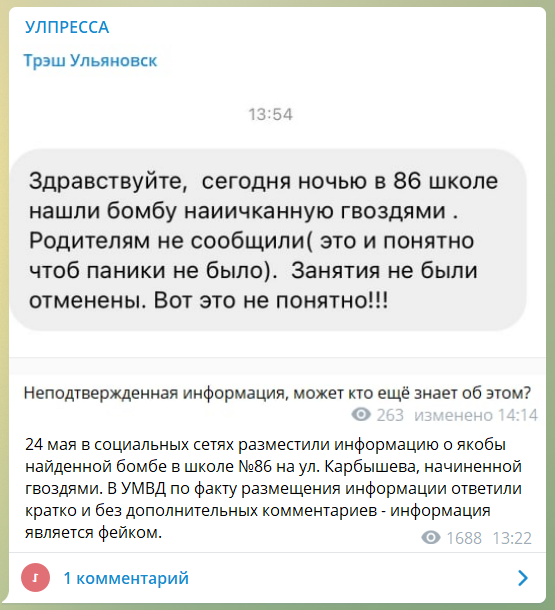 УЛПРЕССА
Трэш Ульяновск
13:54
Здравствуйте, сегодня ночью в 86 школе
нашли бомбу наиичканную гвоздями .
Родителям не сообщили( это и понятно
чтоб паники не было). Занятия не были
отменены. Вот это не понятно!!!
Неподтвержденная информация, может кто ещё знает об этом?
263 изменено 14:14
24 мая в социальных сетях разместили информацию о якобы
найденной бомбе в школе №86 на ул. Карбышева, начиненной
гвоздями. В УМВД по факту размещения информации ответили
кратко и без дополнительных комментариев - информация
является фейком.
1688 13:22
1 комментарий